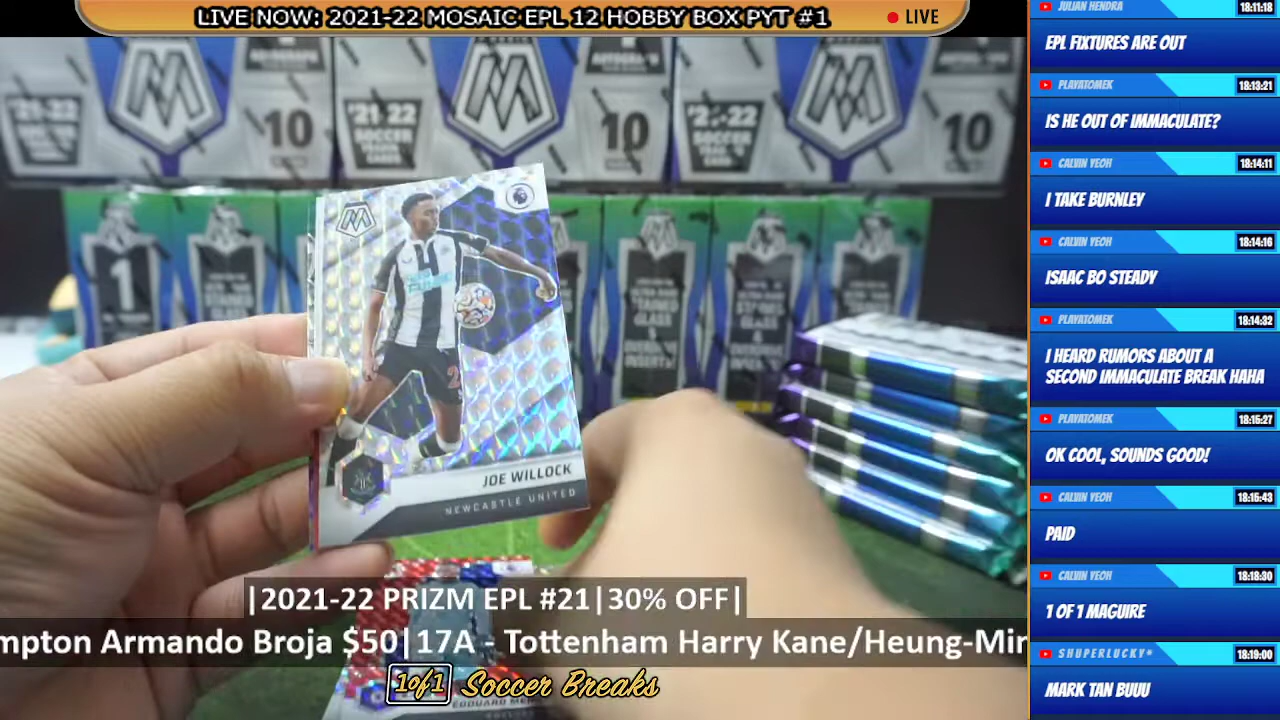 LIVE NOW: 2021-22 MOSAIC EPL 12 HOBBY BOX PYT #1
LIVE
'21-22
SOCCER
10
'21-22
SOCCER
10
'21-22
SOCCER
10
1
STAINED
GLASS
JOE WILLOCK
NEWCASTLE UNITED
|2021-22 PRIZM EPL #21|30% OFF|
mpton Armando Broja $50|17A - Tottenham Harry Kane/Heung-Min
1of1 Soccer Breaks
JULIAN HENDRA 18:11:18
EPL FIXTURES ARE OUT
PLAYATOMEK 18:13:21
IS HE OUT OF IMMACULATE?
CALVIN YEOH 18:14:11
I TAKE BURNLEY
CALVIN YEOH 18:14:16
ISAAC BO STEADY
PLAYATOMEK 18:14:32
I HEARD RUMORS ABOUT A
SECOND IMMACULATE BREAK HAHA
PLAYATOMEK 18:15:27
OK COOL, SOUNDS GOOD!
CALVIN YEOH 18:15:43
PAID
CALVIN YEOH 18:18:30
1 OF 1 MAGUIRE
SHUPERLUCKY* 18:19:00
MARK TAN BUUU